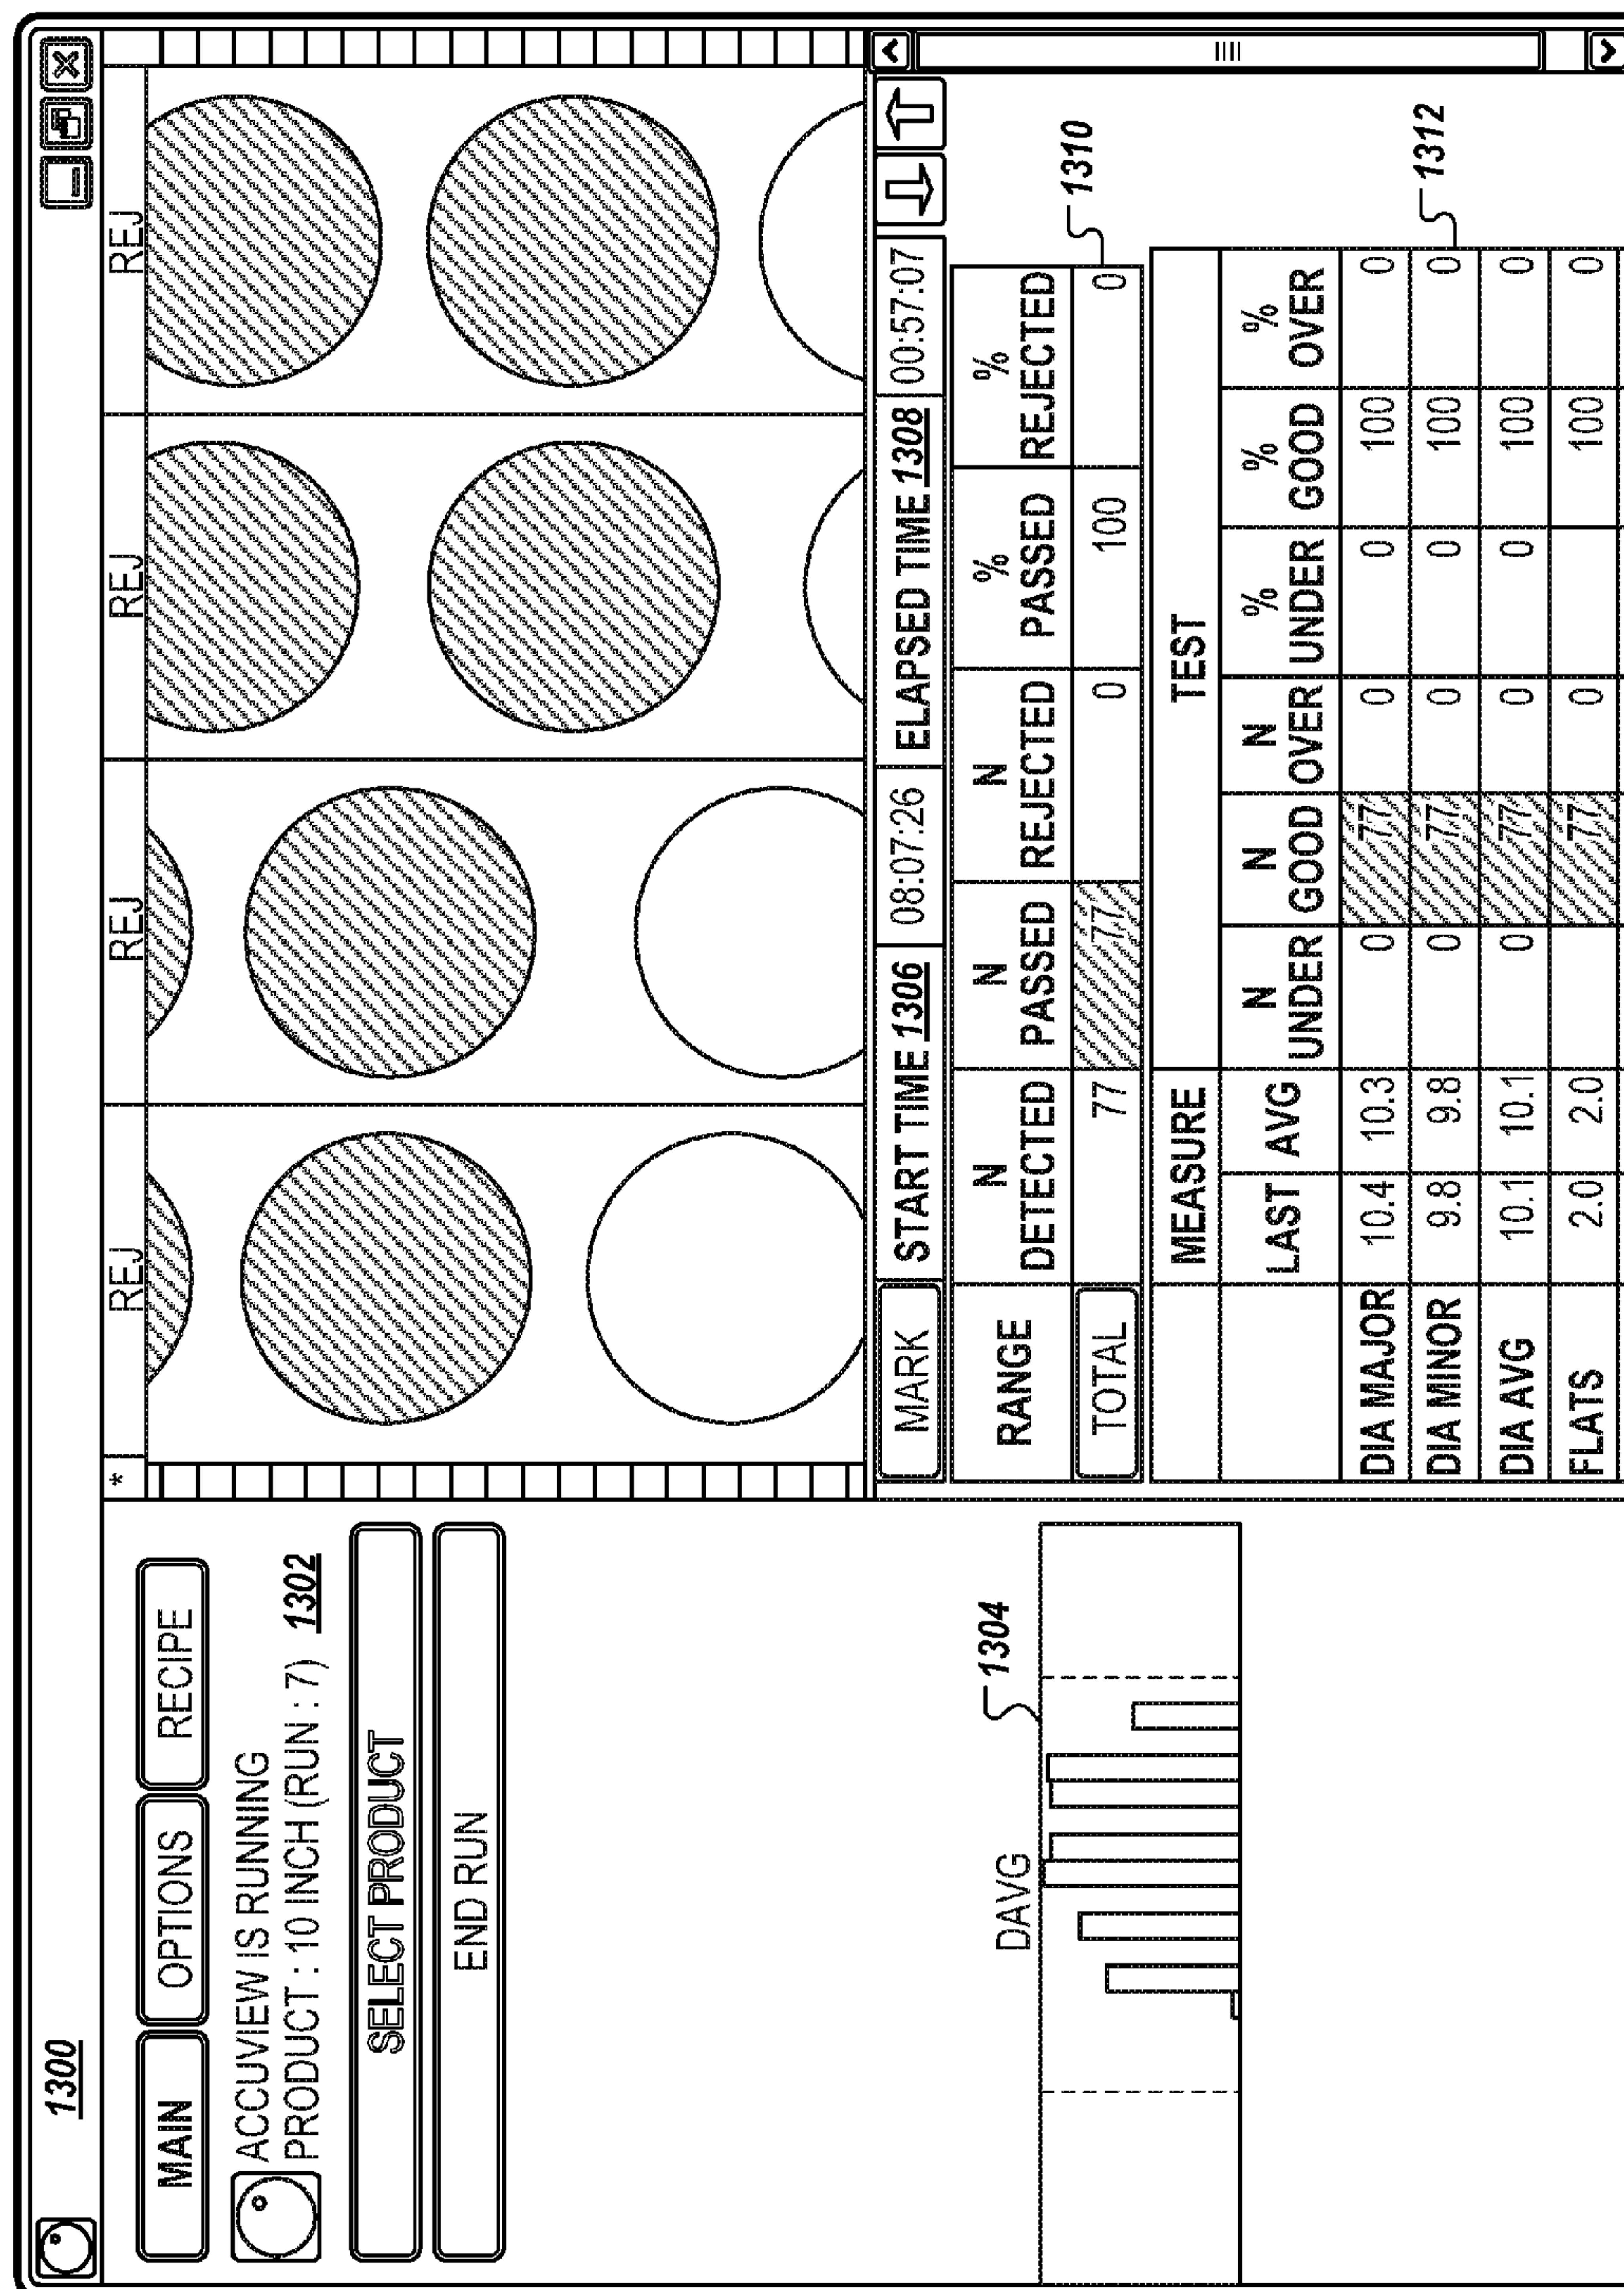 1300
MAIN
OPTIONS
RECIPE
ACCUVIEW IS RUNNING
PRODUCT : 10 INCH (RUN : 7) 1302
SELECT PRODUCT
END RUN
1304
DAVG
* REJ REJ REJ REJ
MARK START TIME 1306 08:07:26 ELAPSED TIME 1308 00:57:07
RANGE N DETECTED N PASSED N REJECTED % PASSED % REJECTED
TOTAL 77 77 0 100 0
1310
MEASURE TEST
LAST AVG N UNDER N GOOD N OVER % UNDER % GOOD % OVER
DIA MAJOR 10.4 10.3 0 77 0 0 100 0
DIA MINOR 9.8 9.8 0 77 0 0 100 0
1312
DIA AVG 10.1 10.1 0 77 0 0 100 0
FLATS 2.0 2.0 77 0 100 0